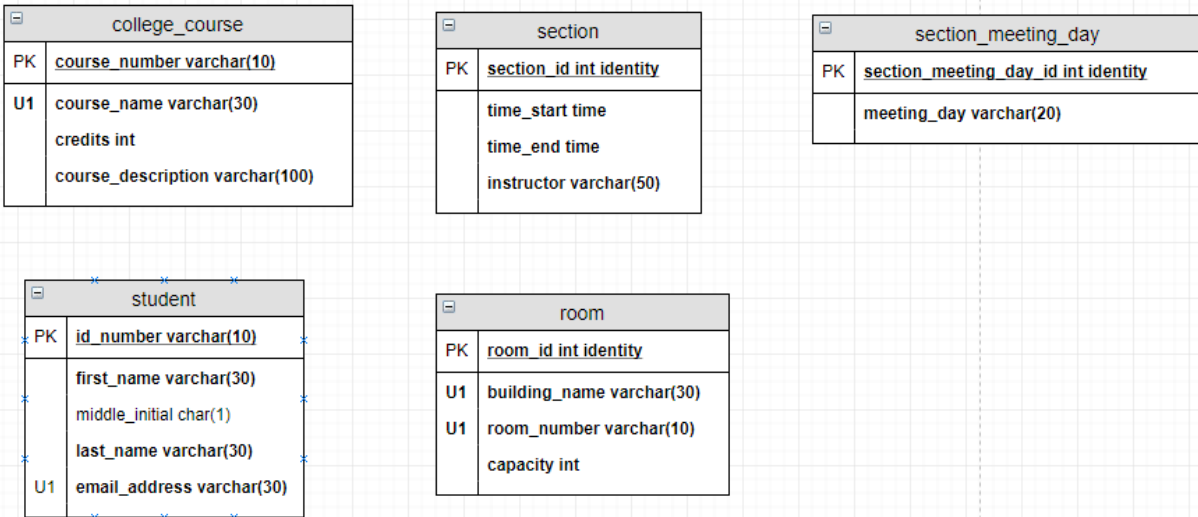 college_course
PK course_number varchar(10)
U1 course_name varchar(30)
credits int
course_description varchar(100)
section
PK section_id int identity
time_start time
time_end time
instructor varchar(50)
section_meeting_day
PK section_meeting_day_id int identity
meeting_day varchar(20)
student
PK id_number varchar(10)
first_name varchar(30)
middle_initial char(1)
last_name varchar(30)
U1 email_address varchar(30)
room
PK room_id int identity
U1 building_name varchar(30)
U1 room_number varchar(10)
capacity int